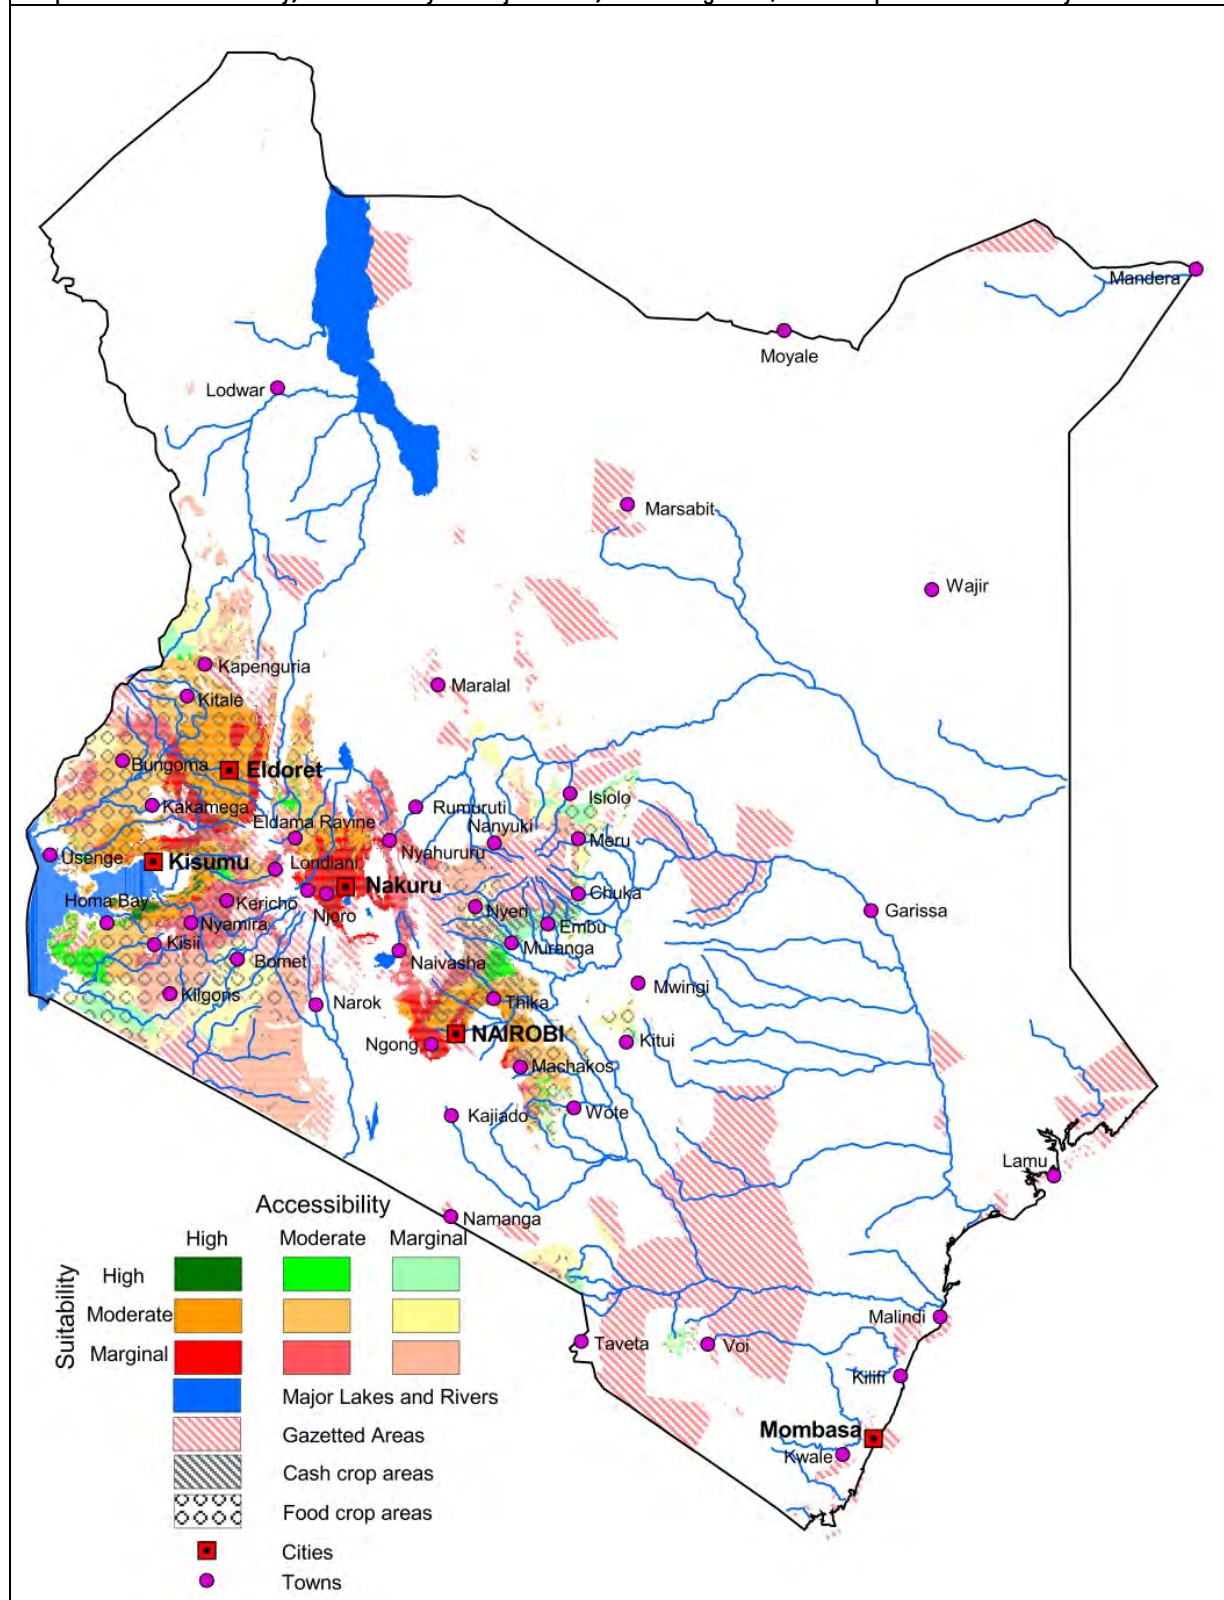 Mandera
Moyale
Lodwar
Marsabit
Wajir
Kapenguria
Maralal
Kitale
Bungoma
Eldoret
Isiolo
Kakamega
Rumuruti
Eldama Ravine
Nanyuki
Meru
Nyahururu
Usenge
Kisumu
Londiani
Nakuru
Homa Bay
Kericho
Njoro
Chuka
Nyeri
Garissa
Nyamira
Embu
Kisii
Muranga
Bomet
Naivasha
Kilgoris
Narok
Thika
Mwingi
NAIROBI
Ngong
Kitui
Machakos
Kajiado
Wote
Lamu
Namanga
Malindi
Taveta
Voi
Kilifi
Mombasa
Kwale
Accessibility
High Moderate Marginal
Suitability
High
Moderate
Marginal
Major Lakes and Rivers
Gazetted Areas
Cash crop areas
Food crop areas
Cities
Towns